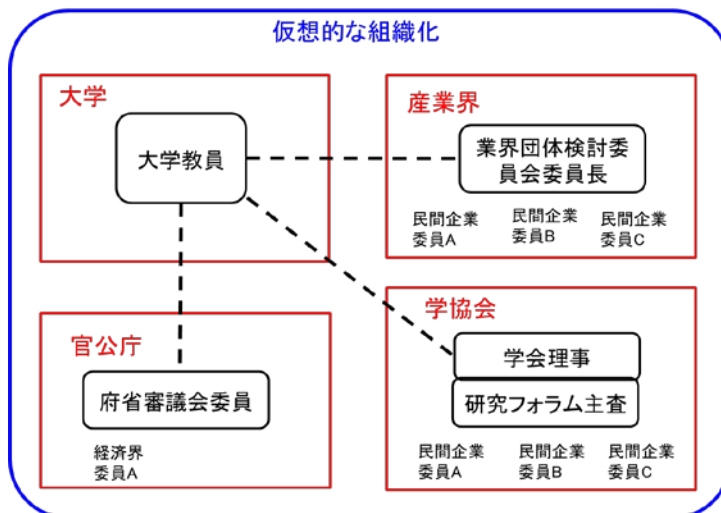 仮想的な組織化
大学
大学教員
産業界
業界団体検討委
員会委員長
民間企業
委員A
民間企業
委員B
民間企業
委員C
官公庁
府省審議会委員
経済界
委員A
学協会
学会理事
研究フォーラム主査
民間企業
委員A
民間企業
委員B
民間企業
委員C